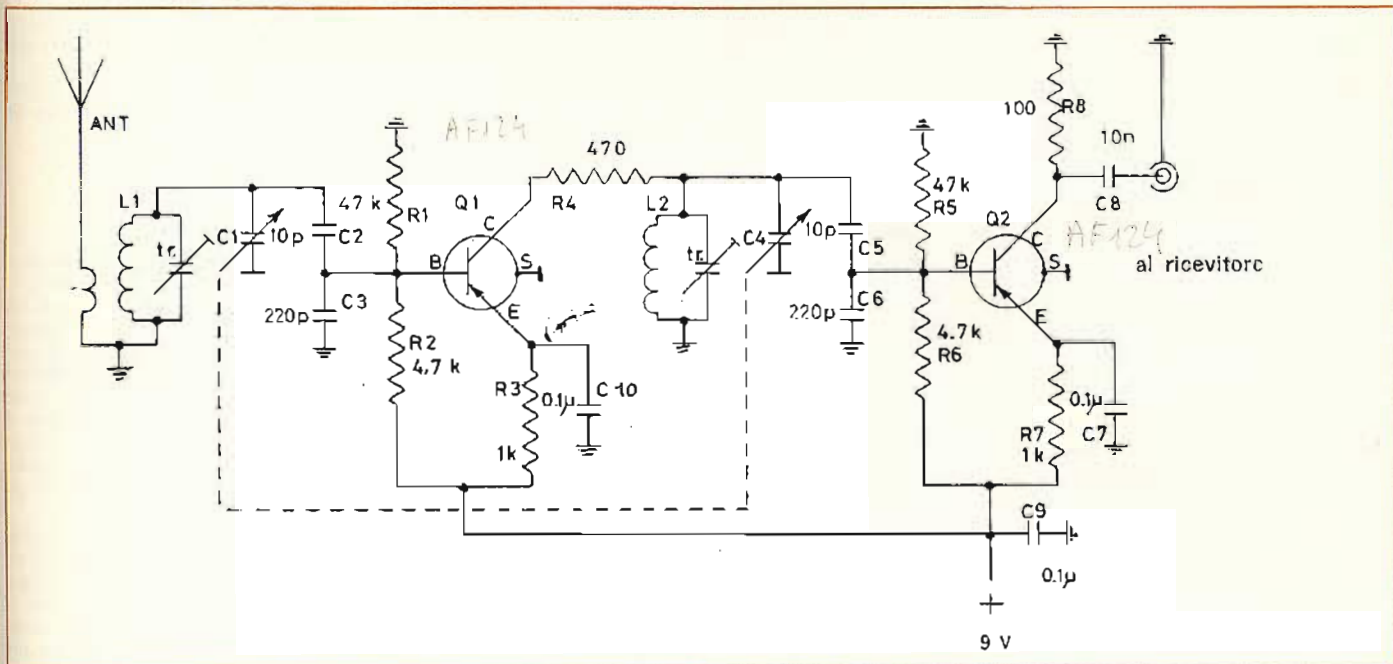 ANT
L1
tr.
C1
10p
C2
C3
220p
47 k
R1
AF124
Q1
C
B
S
E
R2
4,7 k
R3
1k
0.1µ
C 10
470
R4
L2
tr.
C4
10p
C5
C6
220p
47k
R5
Q2
B
C
S
E
AF124
4.7k
R6
R7
1k
0.1µ
C7
100
R8
10n
C8
al ricevitore
C9
0.1µ
+
9 V